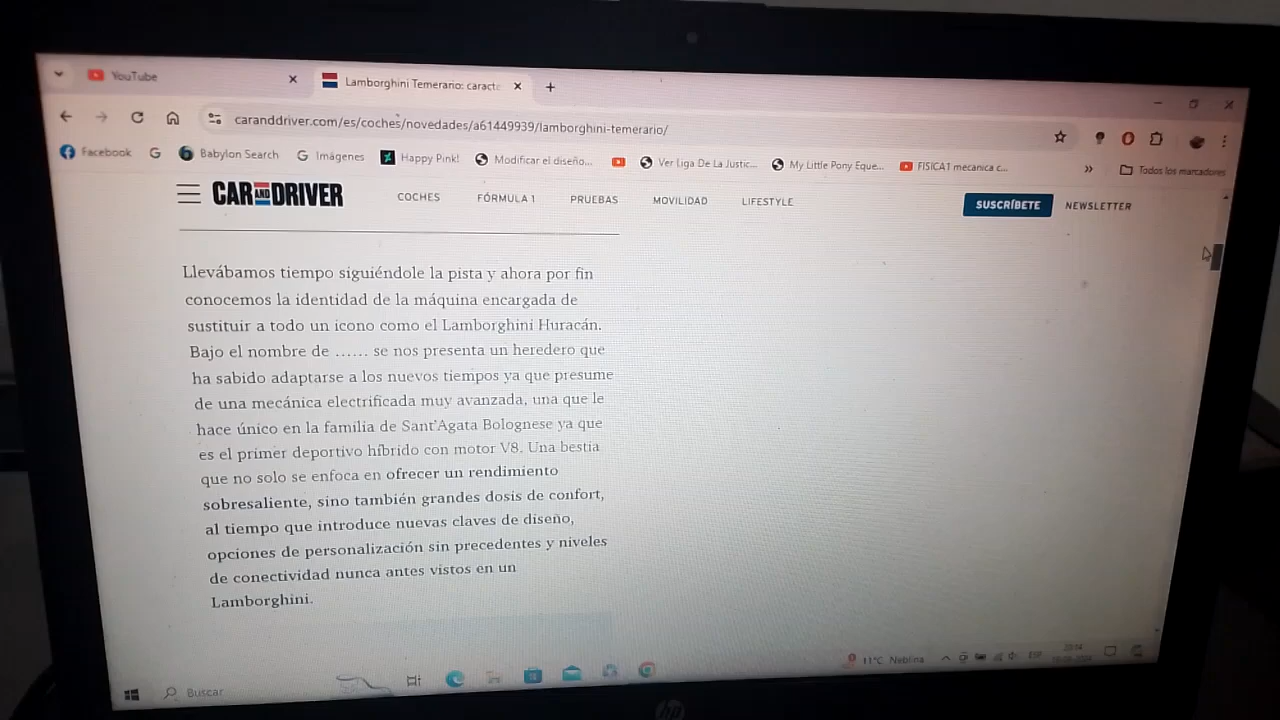 YouTube
Lamborghini Temerario: caracte
caranddriver.com/es/coches/novedades/a61449939/lamborghini-temerario/
Facebook G Babylon Search Imágenes Happy Pink! Modificar el diseño... Ver Liga De La Justic... My Little Pony Eque... FISICA1 mecanica c... » Todos los marcadores
CAR AND DRIVER COCHES FÓRMULA 1 PRUEBAS MOVILIDAD LIFESTYLE SUSCRÍBETE NEWSLETTER
Llevábamos tiempo siguiéndole la pista y ahora por fin
conocemos la identidad de la máquina encargada de
sustituir a todo un icono como el Lamborghini Huracán.
Bajo el nombre de ...... se nos presenta un heredero que
ha sabido adaptarse a los nuevos tiempos ya que presume
de una mecánica electrificada muy avanzada, una que le
hace único en la familia de Sant'Agata Bolognese ya que
es el primer deportivo híbrido con motor V8. Una bestia
que no solo se enfoca en ofrecer un rendimiento
sobresaliente, sino también grandes dosis de confort,
al tiempo que introduce nuevas claves de diseño,
opciones de personalización sin precedentes y niveles
de conectividad nunca antes vistos en un
Lamborghini.
Buscar 11°C Neblina ESP
hp